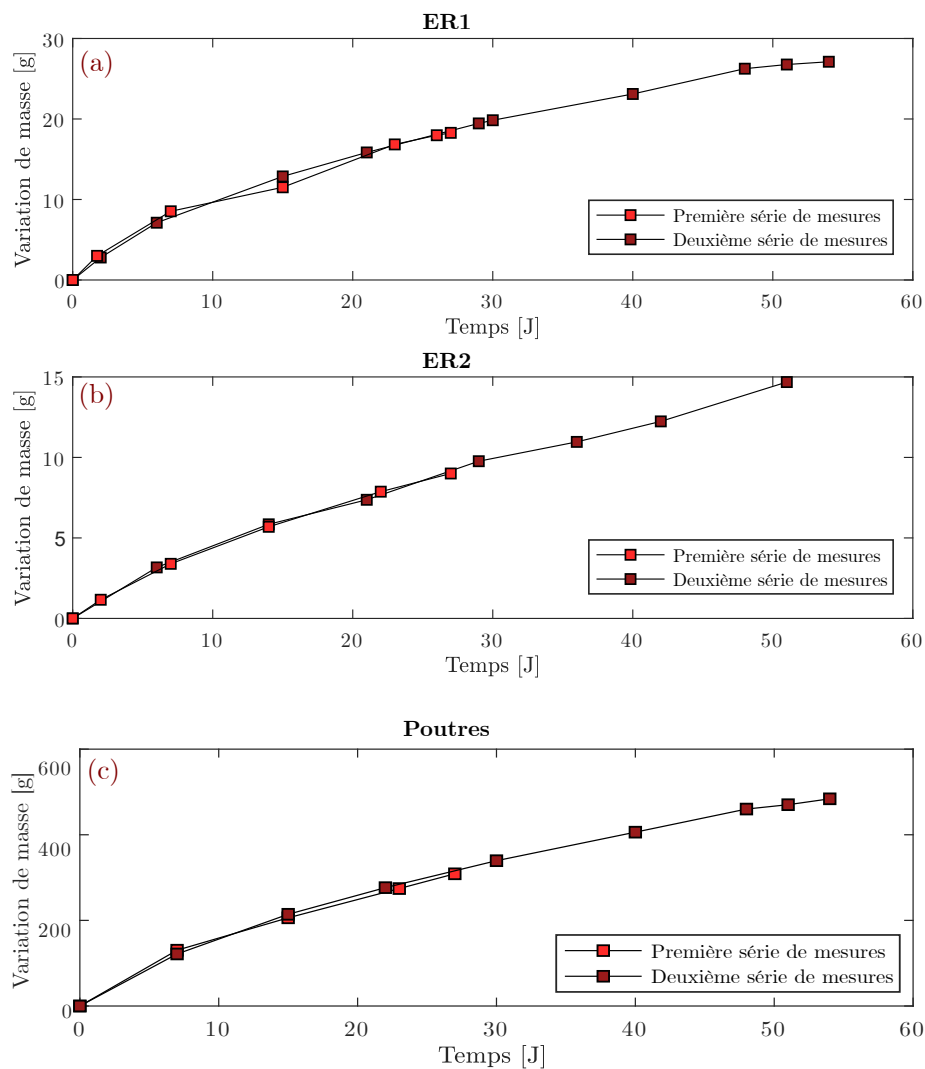 ER1
(a)
Variation de masse [g]
30
20
10
0
0 10 20 30 40 50 60
Temps [J]
Première série de mesures
Deuxième série de mesures
ER2
(b)
Variation de masse [g]
15
10
5
0
0 10 20 30 40 50 60
Temps [J]
Première série de mesures
Deuxième série de mesures
Poutres
(c)
Variation de masse [g]
600
400
200
0
0 10 20 30 40 50 60
Temps [J]
Première série de mesures
Deuxième série de mesures